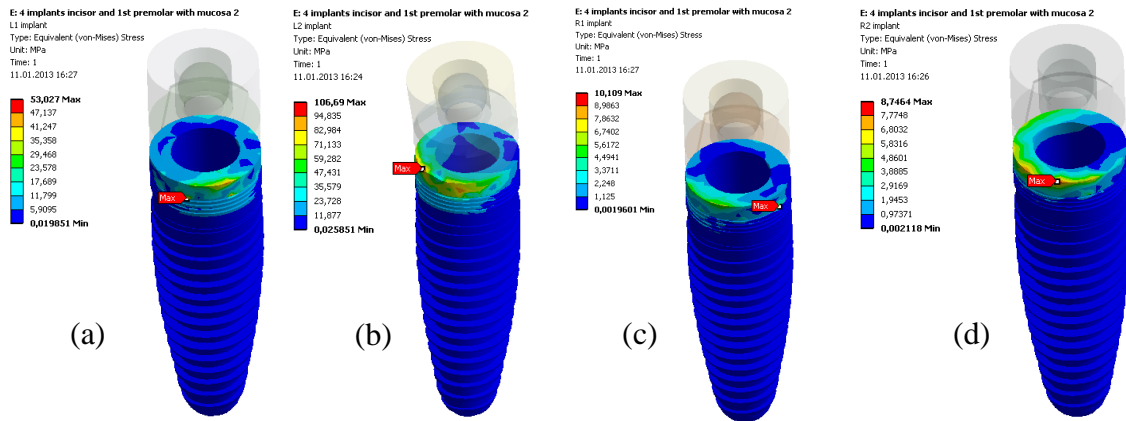 E: 4 implants incisor and 1st premolar with mucosa 2
L1 implant
Type: Equivalent (von-Mises) Stress
Unit: MPa
Time: 1
11.01.2013 16:27
53,027 Max
47,137
41,247
35,358
29,468
23,578
17,689
11,799
5,9095
0,019851 Min
Max
(a)
E: 4 implants incisor and 1st premolar with mucosa 2
L2 implant
Type: Equivalent (von-Mises) Stress
Unit: MPa
Time: 1
11.01.2013 16:24
106,69 Max
94,835
82,984
71,133
59,282
47,431
35,579
23,728
11,877
0,025851 Min
Max
(b)
E: 4 implants incisor and 1st premolar with mucosa 2
R1 implant
Type: Equivalent (von-Mises) Stress
Unit: MPa
Time: 1
11.01.2013 16:27
10,109 Max
8,9863
7,8632
6,7402
5,6172
4,4941
3,3711
2,248
1,125
0,0019601 Min
Max
(c)
E: 4 implants incisor and 1st premolar with mucosa 2
R2 implant
Type: Equivalent (von-Mises) Stress
Unit: MPa
Time: 1
11.01.2013 16:26
8,7464 Max
7,7748
6,8032
5,8316
4,8601
3,8885
2,9169
1,9453
0,97371
0,002118 Min
Max
(d)